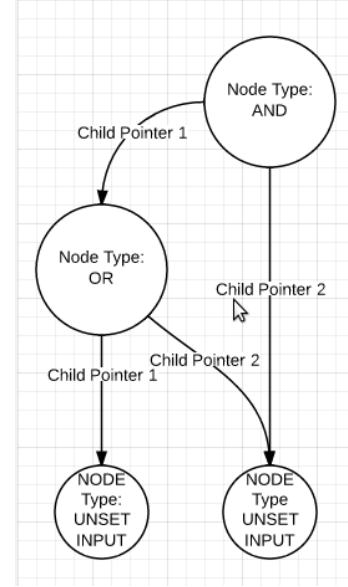 Node Type:
AND
Child Pointer 1
Node Type:
OR
Child Pointer 2
Child Pointer 2
Child Pointer 1
NODE
Type:
UNSET
INPUT
NODE
Type
UNSET
INPUT